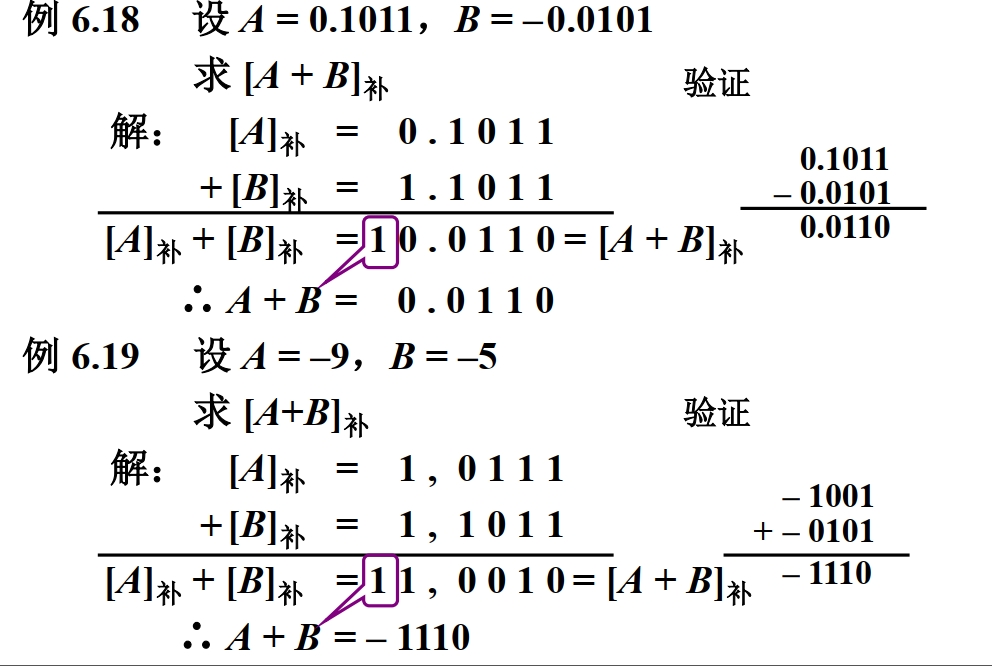 例 6.18 设 A = 0.1011，B = –0.0101
求 [A + B]补 验证
解： [A]补 = 0 . 1 0 1 1
0.1011
+ [B]补 = 1 . 1 0 1 1
– 0.0101
[A]补 + [B]补 = 1 0 . 0 1 1 0 = [A + B]补
0.0110
∴ A + B = 0 . 0 1 1 0
例 6.19 设 A = –9，B = –5
求 [A+B]补 验证
解： [A]补 = 1 , 0 1 1 1
– 1001
+ [B]补 = 1 , 1 0 1 1
+ – 0101
[A]补 + [B]补 = 1 1 , 0 0 1 0 = [A + B]补
– 1110
∴ A + B = – 1110